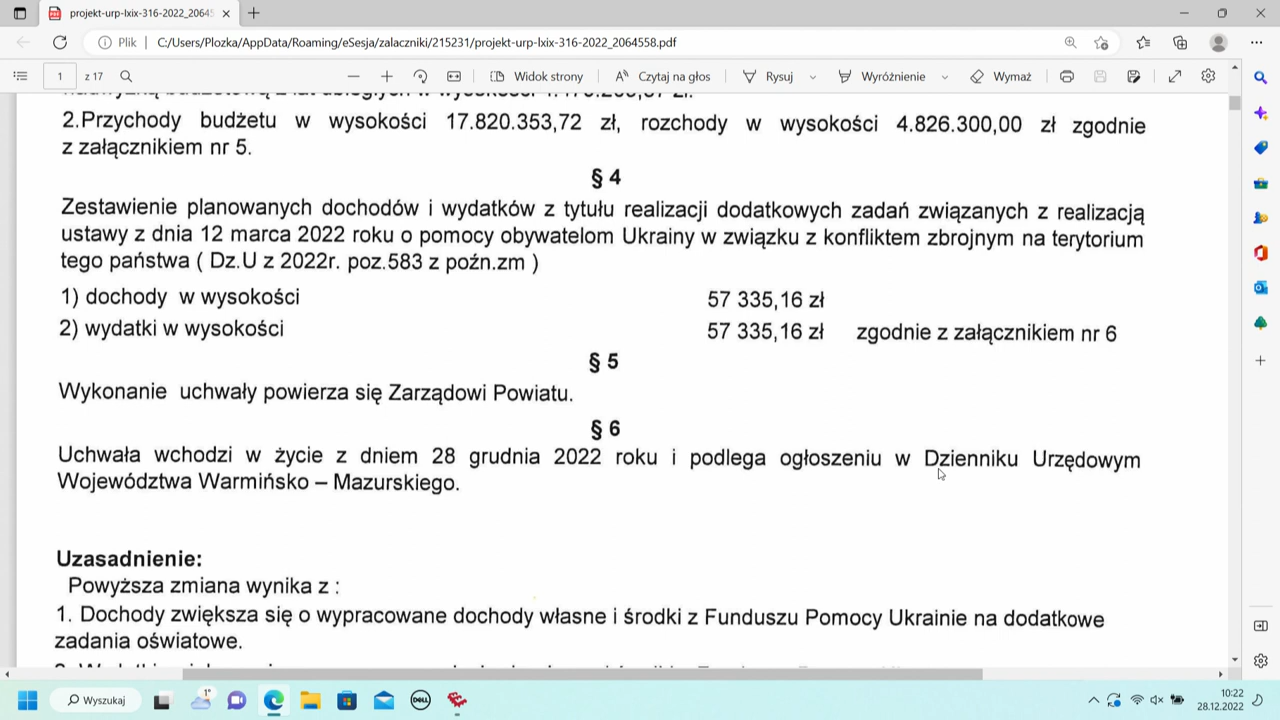 projekt-urp-lxix-316-2022_2064
Plik C:/Users/Plozka/AppData/Roaming/eSesja/zalaczniki/215231/projekt-urp-lxix-316-2022_2064558.pdf
1 z 17 Widok strony Czytaj na głos Rysuj Wyróżnienie Wymaż
2.Przychody budżetu w wysokości 17.820.353,72 zł, rozchody w wysokości 4.826.300,00 zł zgodnie
z załącznikiem nr 5.
§ 4
Zestawienie planowanych dochodów i wydatków z tytułu realizacji dodatkowych zadań związanych z realizacją
ustawy z dnia 12 marca 2022 roku o pomocy obywatelom Ukrainy w związku z konfliktem zbrojnym na terytorium
tego państwa ( Dz.U z 2022r. poz.583 z poźn.zm )
1) dochody w wysokości 57 335,16 zł
2) wydatki w wysokości 57 335,16 zł zgodnie z załącznikiem nr 6
§ 5
Wykonanie uchwały powierza się Zarządowi Powiatu.
§ 6
Uchwała wchodzi w życie z dniem 28 grudnia 2022 roku i podlega ogłoszeniu w Dzienniku Urzędowym
Województwa Warmińsko – Mazurskiego.
Uzasadnienie:
Powyższa zmiana wynika z :
1. Dochody zwiększa się o wypracowane dochody własne i środki z Funduszu Pomocy Ukrainie na dodatkowe
zadania oświatowe.
Wyszukaj 1° DELL 10:22
28.12.2022